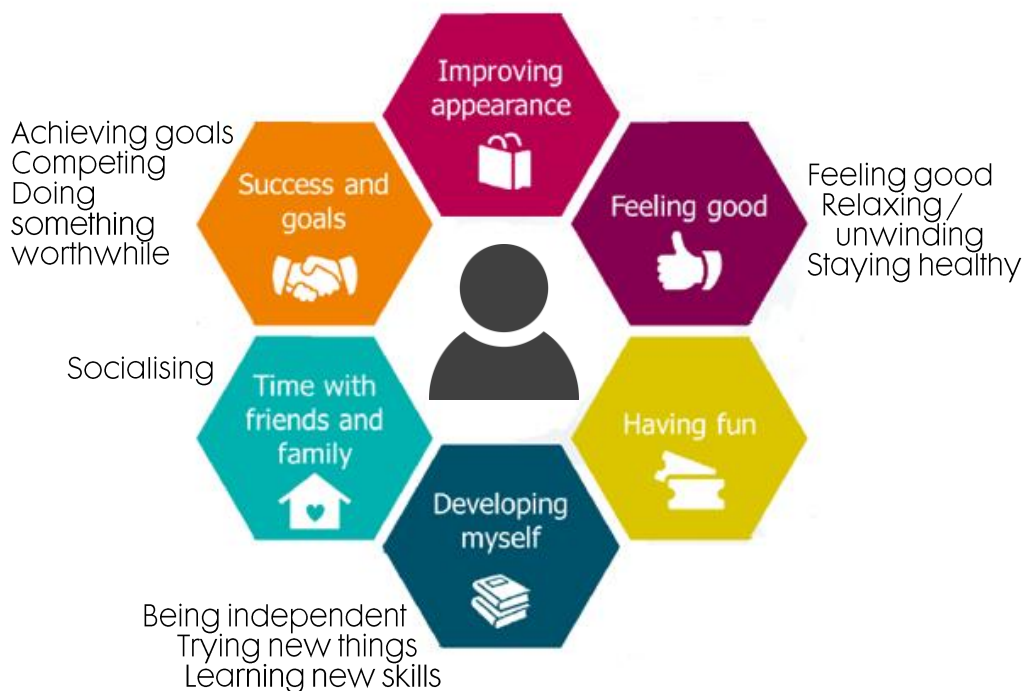 Improving
appearance
Achieving goals
Competing
Doing
something
worthwhile
Success and
goals
Feeling good
Feeling good
Relaxing /
unwinding
Staying healthy
Socialising
Time with
friends and
family
Having fun
Developing
myself
Being independent
Trying new things
Learning new skills